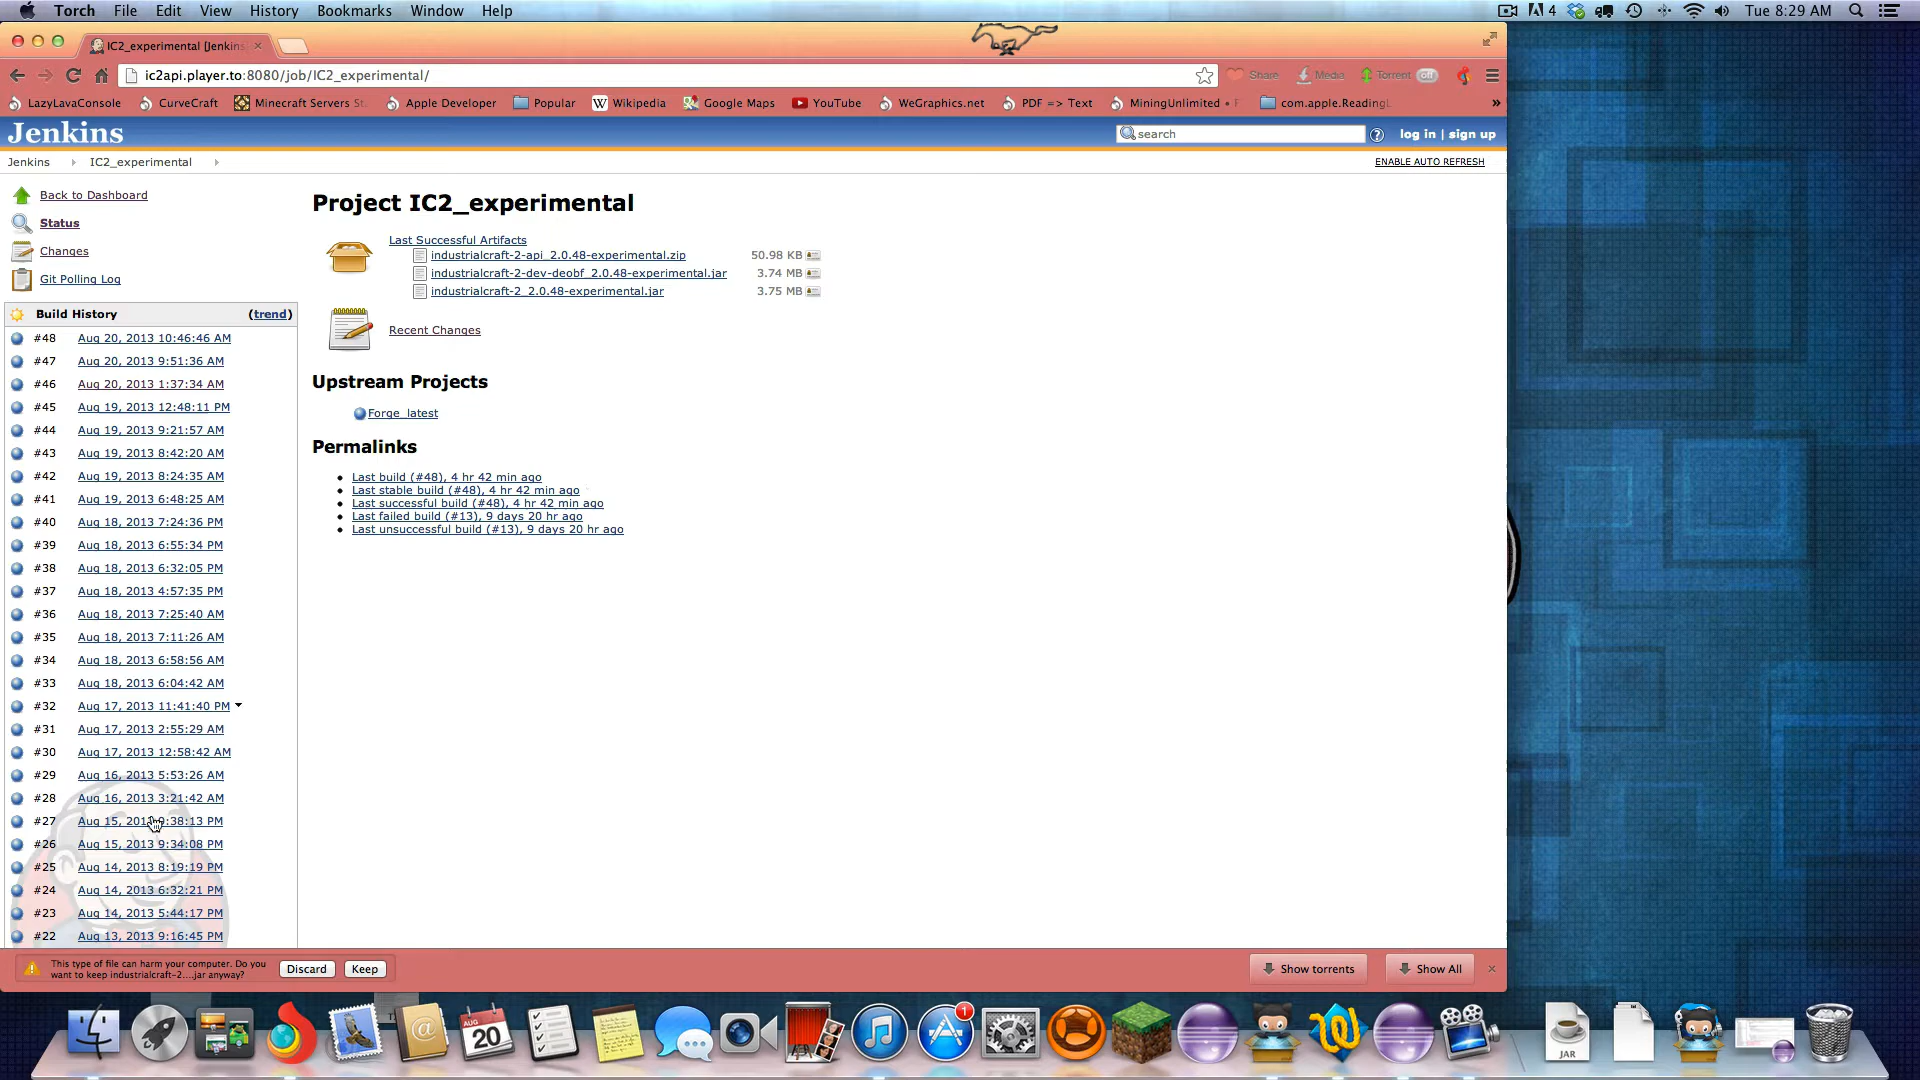 Torch File Edit View History Bookmarks Window Help
4 Tue 8:29 AM
IC2_experimental [Jenkins
ic2api.player.to:8080/job/IC2_experimental/
Share Media Torrent off
LazyLavaConsole CurveCraft Minecraft Servers St Apple Developer Popular Wikipedia Google Maps YouTube WeGraphics.net PDF => Text MiningUnlimited • F com.apple.ReadingL »
Jenkins
search
log in | sign up
Jenkins IC2_experimental
ENABLE AUTO REFRESH
Back to Dashboard
Status
Changes
Git Polling Log
Build History (trend)
#48 Aug 20, 2013 10:46:46 AM
#47 Aug 20, 2013 9:51:36 AM
#46 Aug 20, 2013 1:37:34 AM
#45 Aug 19, 2013 12:48:11 PM
#44 Aug 19, 2013 9:21:57 AM
#43 Aug 19, 2013 8:42:20 AM
#42 Aug 19, 2013 8:24:35 AM
#41 Aug 19, 2013 6:48:25 AM
#40 Aug 18, 2013 7:24:36 PM
#39 Aug 18, 2013 6:55:34 PM
#38 Aug 18, 2013 6:32:05 PM
#37 Aug 18, 2013 4:57:35 PM
#36 Aug 18, 2013 7:25:40 AM
#35 Aug 18, 2013 7:11:26 AM
#34 Aug 18, 2013 6:58:56 AM
#33 Aug 18, 2013 6:04:42 AM
#32 Aug 17, 2013 11:41:40 PM
#31 Aug 17, 2013 2:55:29 AM
#30 Aug 17, 2013 12:58:42 AM
#29 Aug 16, 2013 5:53:26 AM
#28 Aug 16, 2013 3:21:42 AM
#27 Aug 15, 2013 9:38:13 PM
#26 Aug 15, 2013 9:34:08 PM
#25 Aug 14, 2013 8:19:19 PM
#24 Aug 14, 2013 6:32:21 PM
#23 Aug 14, 2013 5:44:17 PM
#22 Aug 13, 2013 9:16:45 PM
Project IC2_experimental
Last Successful Artifacts
industrialcraft-2-api_2.0.48-experimental.zip 50.98 KB
industrialcraft-2-dev-deobf_2.0.48-experimental.jar 3.74 MB
industrialcraft-2_2.0.48-experimental.jar 3.75 MB
Recent Changes
Upstream Projects
Forge_latest
Permalinks
Last build (#48), 4 hr 42 min ago
Last stable build (#48), 4 hr 42 min ago
Last successful build (#48), 4 hr 42 min ago
Last failed build (#13), 9 days 20 hr ago
Last unsuccessful build (#13), 9 days 20 hr ago
This type of file can harm your computer. Do you
want to keep industrialcraft-2....jar anyway?
Discard Keep
Show torrents Show All
AUG
20
1
JAR